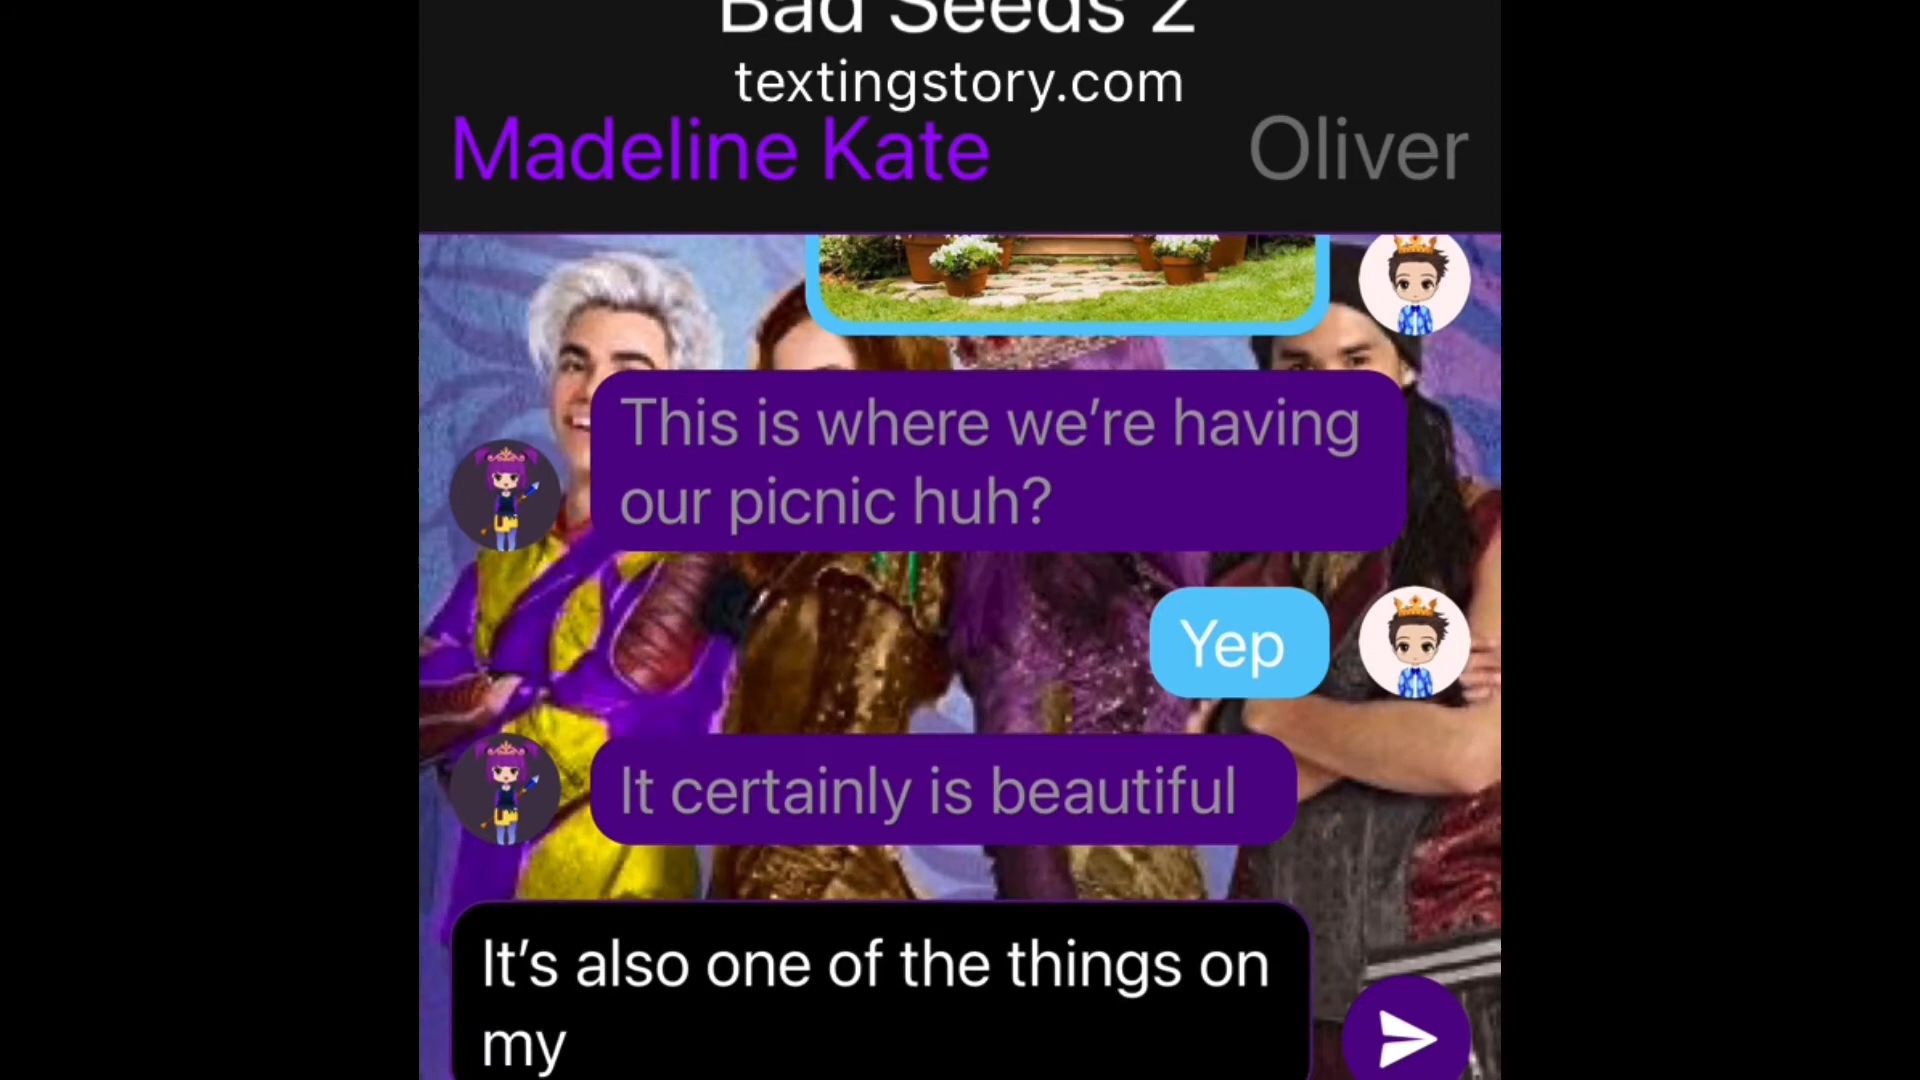 Bad Seeds 2
textingstory.com
Madeline Kate
Oliver
This is where we’re having
our picnic huh?
Yep
It certainly is beautiful
It’s also one of the things on
my